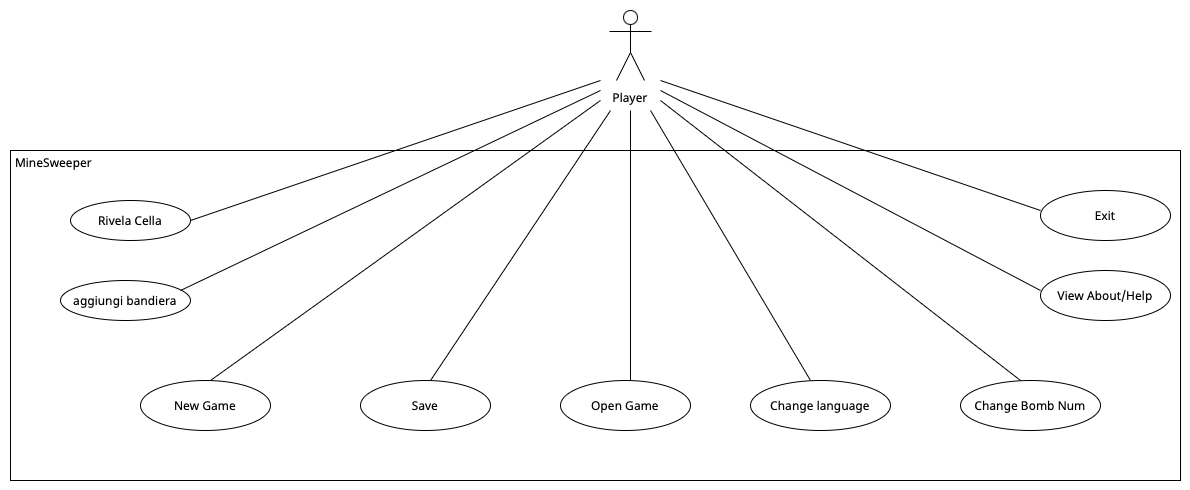 Player
MineSweeper
Rivela Cella
Exit
aggiungi bandiera
View About/Help
New Game
Save
Open Game
Change language
Change Bomb Num